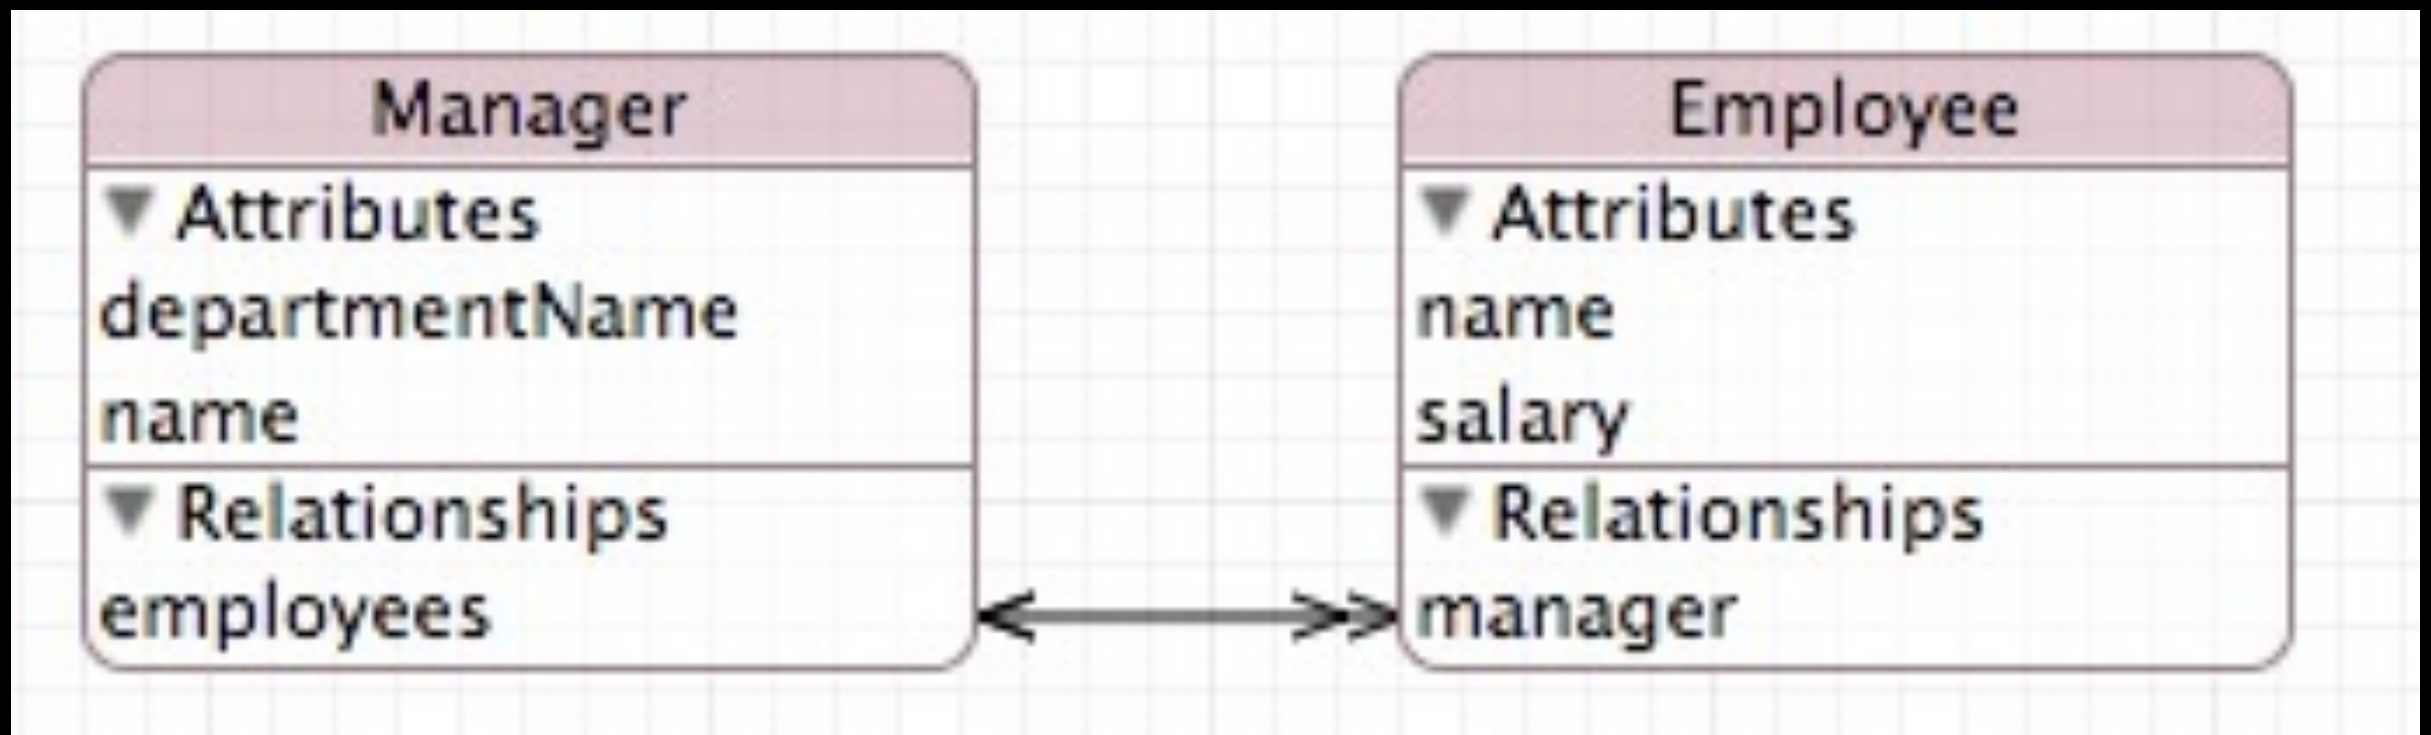 Manager
Attributes
departmentName
name
Relationships
employees
Employee
Attributes
name
salary
Relationships
manager